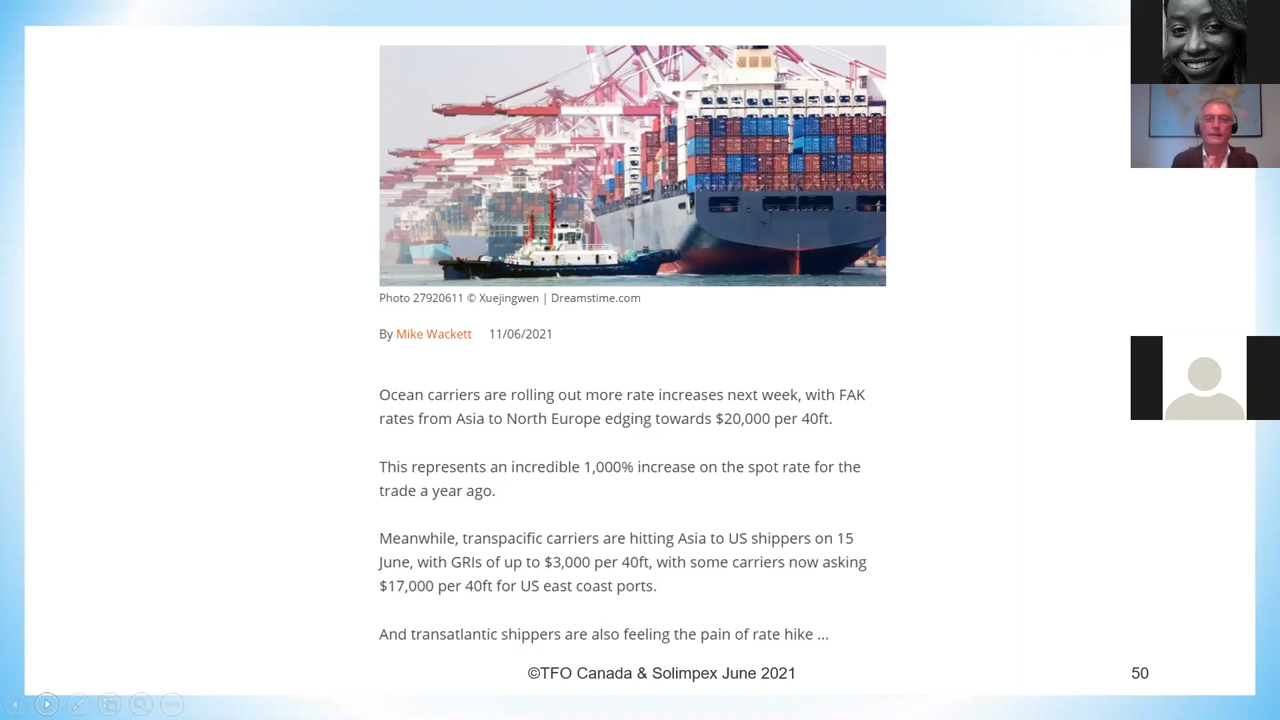 Photo 27920611 © Xuejingwen | Dreamstime.com
By Mike Wackett 11/06/2021
Ocean carriers are rolling out more rate increases next week, with FAK
rates from Asia to North Europe edging towards $20,000 per 40ft.
This represents an incredible 1,000% increase on the spot rate for the
trade a year ago.
Meanwhile, transpacific carriers are hitting Asia to US shippers on 15
June, with GRIs of up to $3,000 per 40ft, with some carriers now asking
$17,000 per 40ft for US east coast ports.
And transatlantic shippers are also feeling the pain of rate hike ...
©TFO Canada & Solimpex June 2021
50